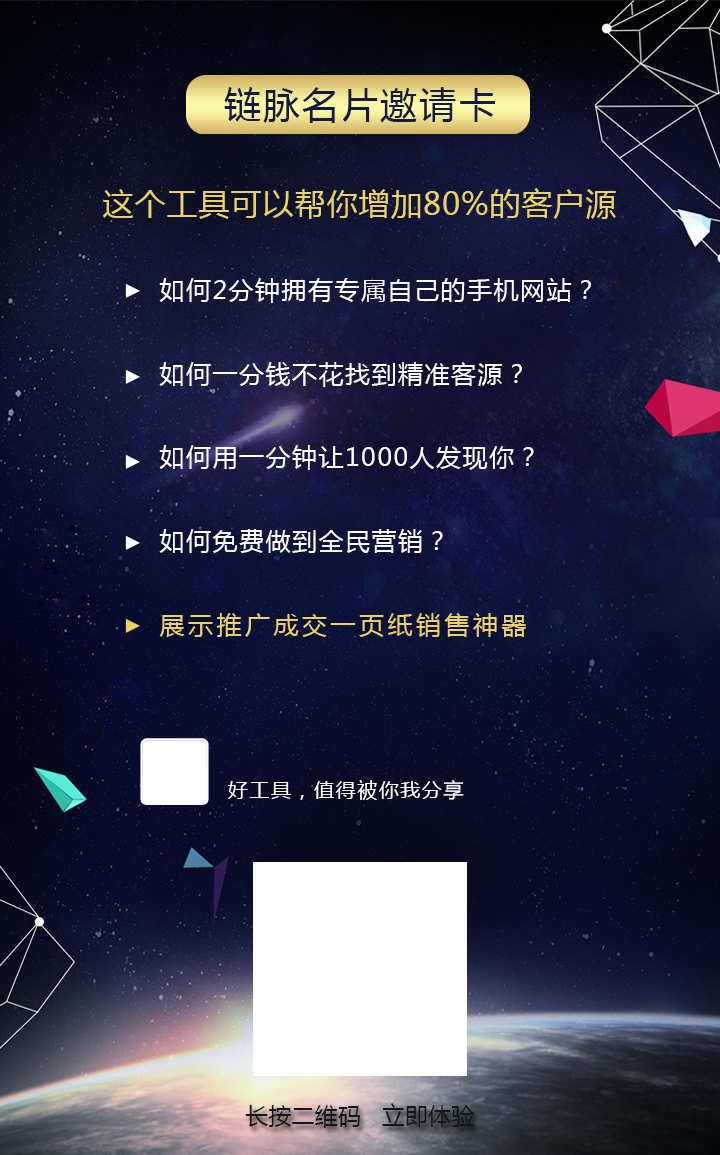 链脉名片邀请卡
这个工具可以帮你增加80%的客户源
► 如何2分钟拥有专属自己的手机网站？
► 如何一分钱不花找到精准客源？
► 如何用一分钟让1000人发现你？
► 如何免费做到全民营销？
► 展示推广成交一页纸销售神器
好工具，值得被你我分享
长按二维码 立即体验